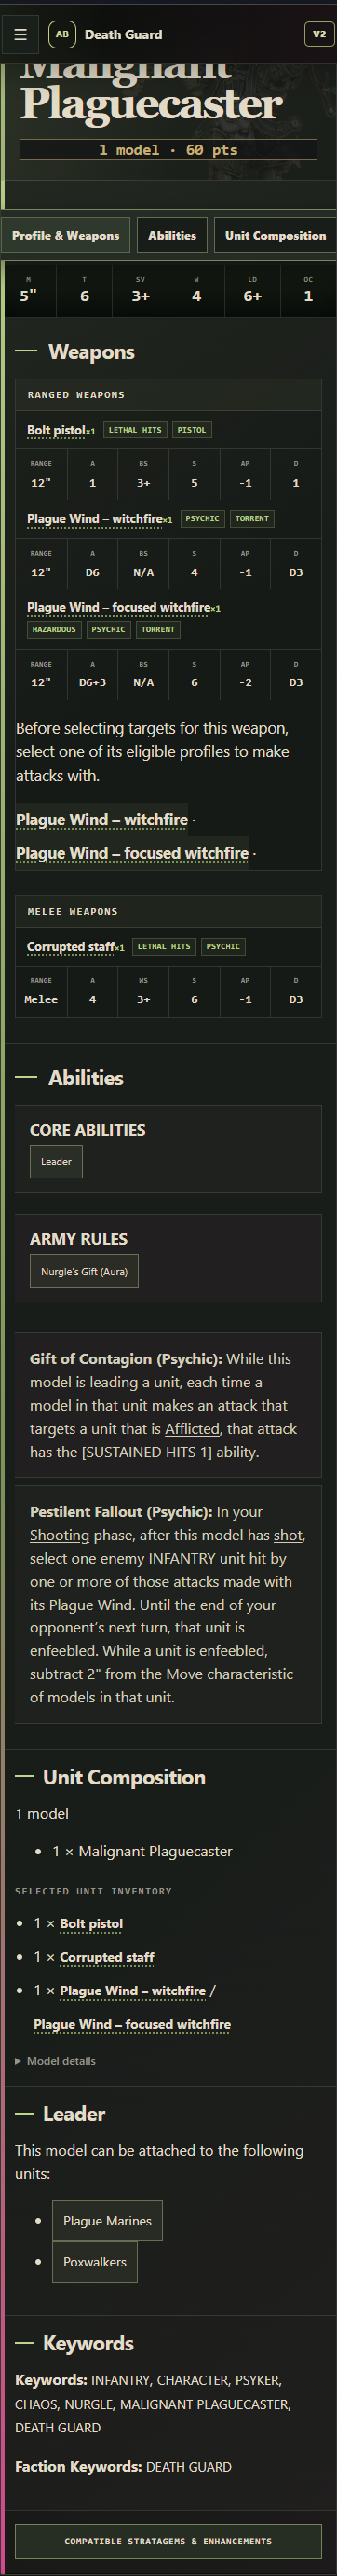 ☰ AB Death Guard V2
Malignant
Plaguecaster
1 model · 60 pts
Profile & Weapons Abilities Unit Composition
M T SV W LD OC
5" 6 3+ 4 6+ 1
Weapons
RANGED WEAPONS
Bolt pistol×1 LETHAL HITS PISTOL
RANGE A BS S AP D
12" 1 3+ 5 -1 1
Plague Wind – witchfire×1 PSYCHIC TORRENT
RANGE A BS S AP D
12" D6 N/A 4 -1 D3
Plague Wind – focused witchfire×1
HAZARDOUS PSYCHIC TORRENT
RANGE A BS S AP D
12" D6+3 N/A 6 -2 D3
Before selecting targets for this weapon,
select one of its eligible profiles to make
attacks with.
Plague Wind – witchfire ·
Plague Wind – focused witchfire ·
MELEE WEAPONS
Corrupted staff×1 LETHAL HITS PSYCHIC
RANGE A WS S AP D
Melee 4 3+ 6 -1 D3
Abilities
CORE ABILITIES
Leader
ARMY RULES
Nurgle's Gift (Aura)
Gift of Contagion (Psychic): While this
model is leading a unit, each time a
model in that unit makes an attack that
targets a unit that is Afflicted, that attack
has the [SUSTAINED HITS 1] ability.
Pestilent Fallout (Psychic): In your
Shooting phase, after this model has shot,
select one enemy INFANTRY unit hit by
one or more of those attacks made with
its Plague Wind. Until the end of your
opponent's next turn, that unit is
enfeebled. While a unit is enfeebled,
subtract 2" from the Move characteristic
of models in that unit.
Unit Composition
1 model
• 1 × Malignant Plaguecaster
SELECTED UNIT INVENTORY
• 1 × Bolt pistol
• 1 × Corrupted staff
• 1 × Plague Wind – witchfire /
Plague Wind – focused witchfire
▶ Model details
Leader
This model can be attached to the following
units:
• Plague Marines
• Poxwalkers
Keywords
Keywords: INFANTRY, CHARACTER, PSYKER,
CHAOS, NURGLE, MALIGNANT PLAGUECASTER,
DEATH GUARD
Faction Keywords: DEATH GUARD
COMPATIBLE STRATAGEMS & ENHANCEMENTS